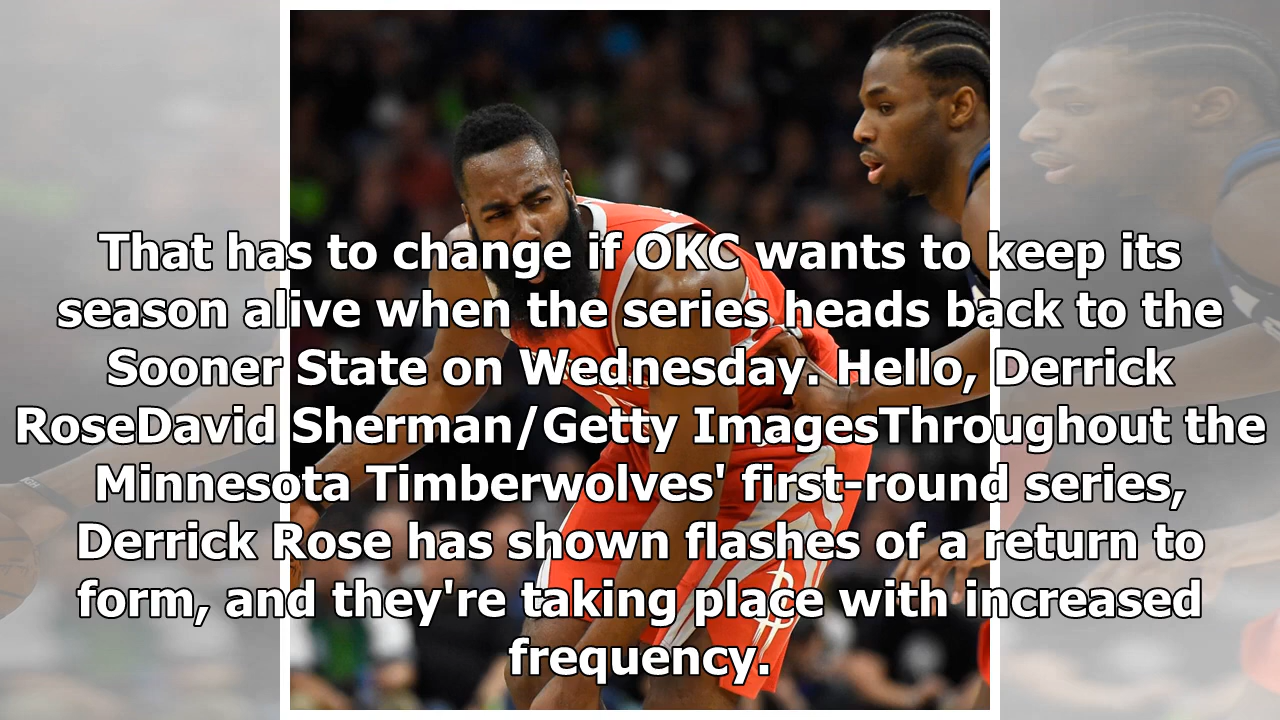 That has to change if OKC wants to keep its
season alive when the series heads back to the
Sooner State on Wednesday. Hello, Derrick
RoseDavid Sherman/Getty ImagesThroughout the
Minnesota Timberwolves' first-round series,
Derrick Rose has shown flashes of a return to
form, and they're taking place with increased
frequency.